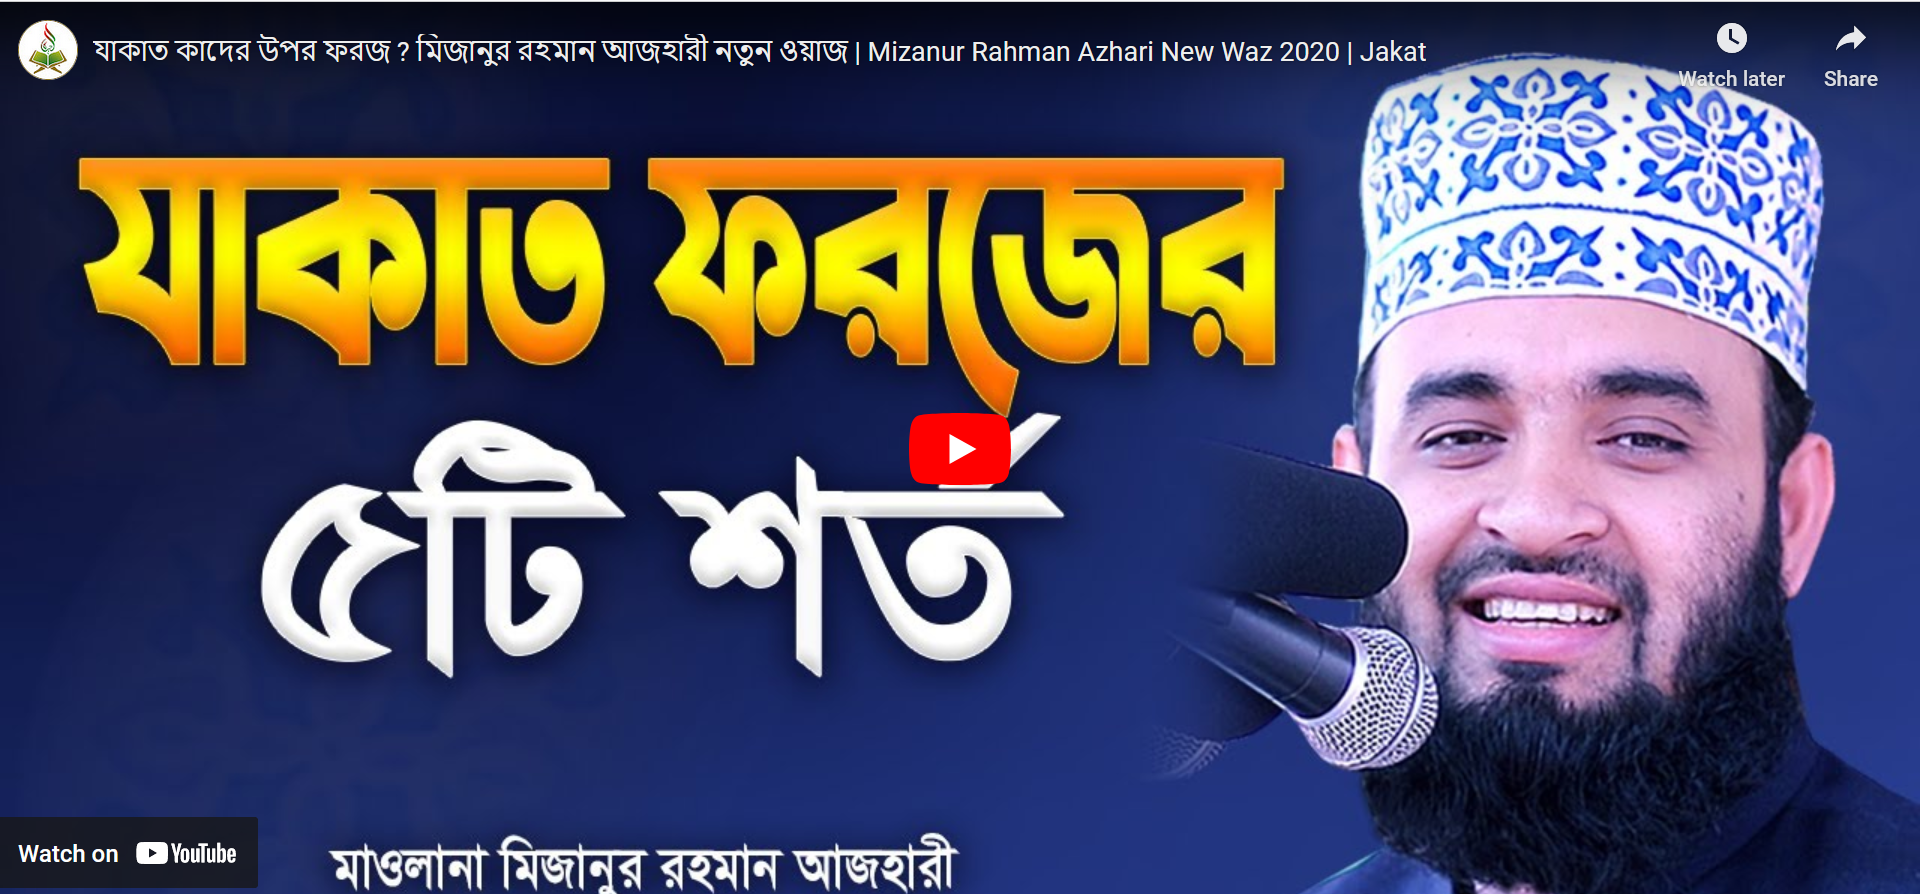 যাকাত কাদের উপর ফরজ ? মিজানুর রহমান আজহারী নতুন ওয়াজ | Mizanur Rahman Azhari New Waz 2020 | Jakat
Watch later
Share
যাকাত ফরজের
৫টি শর্ত
মাওলানা মিজানুর রহমান আজহারী
Watch on YouTube